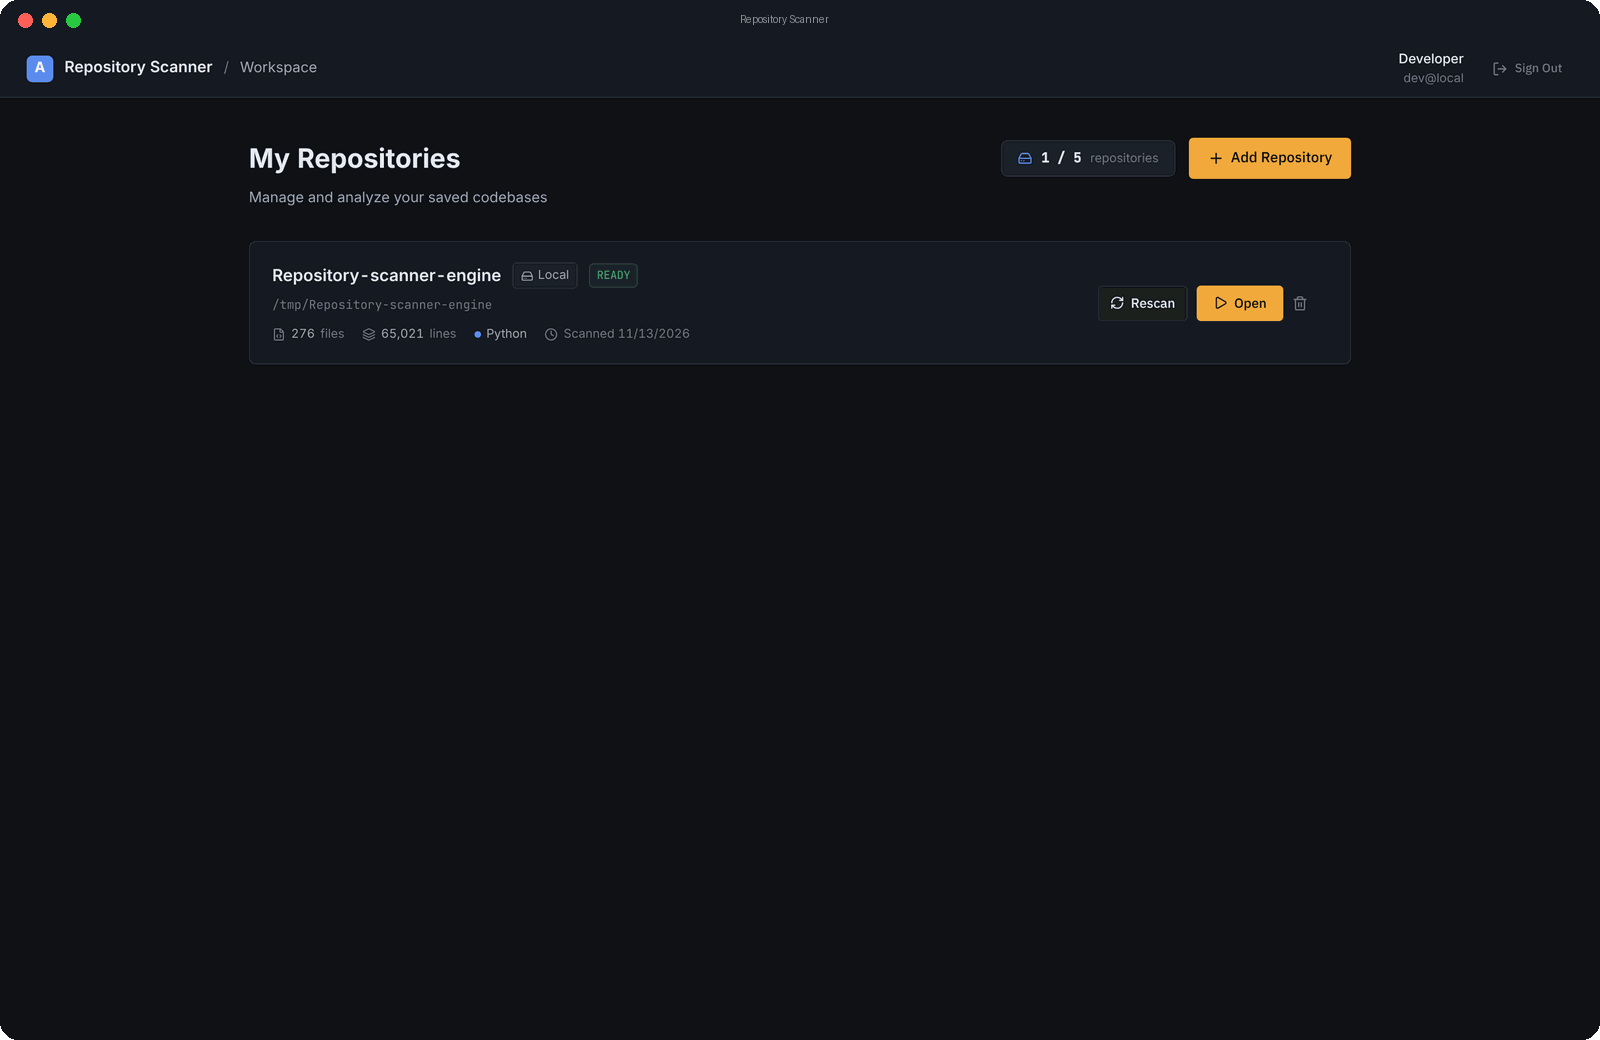 Repository Scanner
A Repository Scanner / Workspace
Developer
dev@local
Sign Out
My Repositories
Manage and analyze your saved codebases
1 / 5 repositories
+ Add Repository
Repository-scanner-engine Local READY
/tmp/Repository-scanner-engine
276 files 65,021 lines Python Scanned 11/13/2026
Rescan
Open